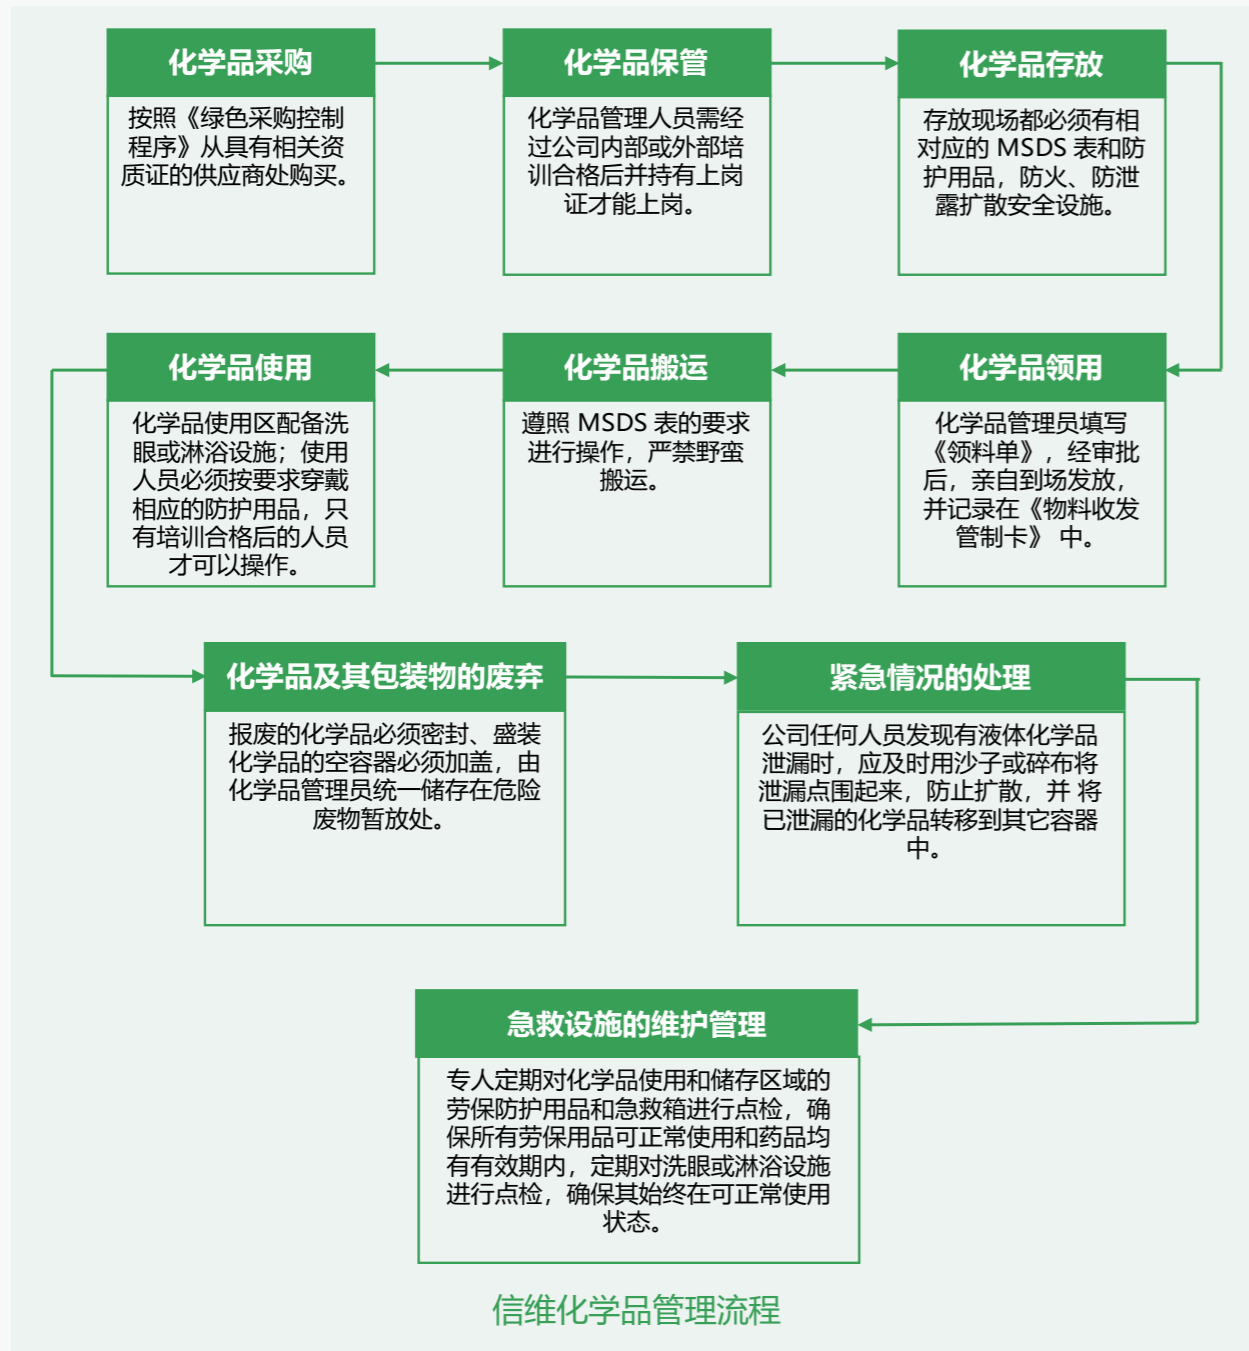 化学品采购
按照《绿色采购控制
程序》从具有相关资
质证的供应商处购买。
化学品保管
化学品管理人员需经
过公司内部或外部培
训合格后并持有上岗
证才能上岗。
化学品存放
存放现场都必须有相
对应的 MSDS 表和防
护用品，防火、防泄
露扩散安全设施。
化学品领用
化学品管理员填写
《领料单》，经审批
后，亲自到场发放，
并记录在《物料收发
管制卡》 中。
化学品搬运
遵照 MSDS 表的要求
进行操作，严禁野蛮
搬运。
化学品使用
化学品使用区配备洗
眼或淋浴设施；使用
人员必须按要求穿戴
相应的防护用品，只
有培训合格后的人员
才可以操作。
化学品及其包装物的废弃
报废的化学品必须密封、盛装
化学品的空容器必须加盖，由
化学品管理员统一储存在危险
废物暂放处。
紧急情况的处理
公司任何人员发现有液体化学品
泄漏时，应及时用沙子或碎布将
泄漏点围起来，防止扩散，并 将
已泄漏的化学品转移到其它容器
中。
急救设施的维护管理
专人定期对化学品使用和储存区域的
劳保防护用品和急救箱进行点检，确
保所有劳保用品可正常使用和药品均
有有效期内，定期对洗眼或淋浴设施
进行点检，确保其始终在可正常使用
状态。
信维化学品管理流程